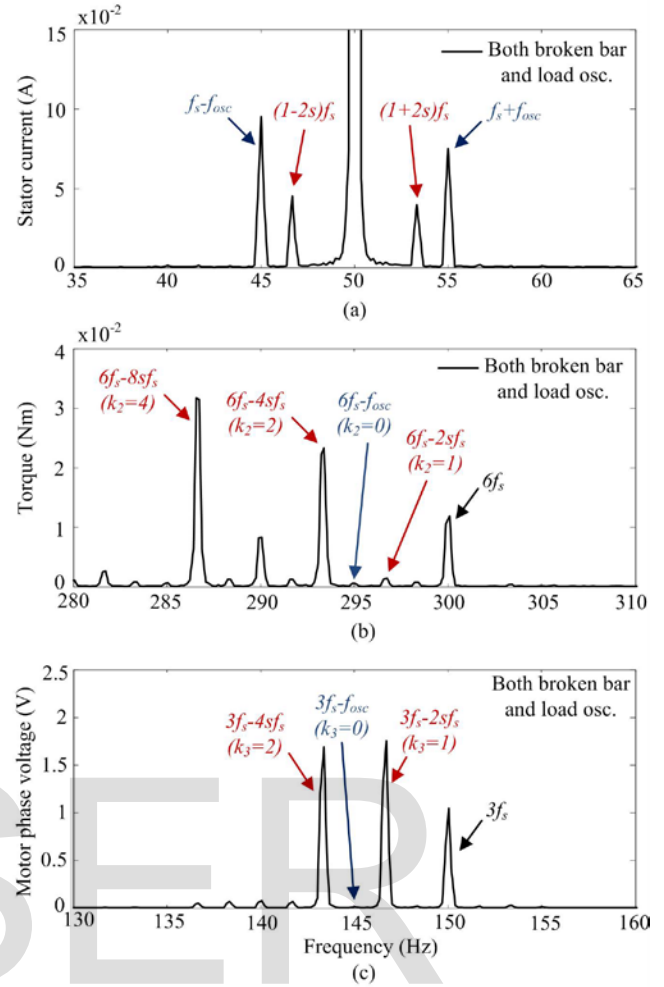 x10⁻²
15
10
5
0
Stator current (A)
Both broken bar
and load osc.
fₛ-fₒₛc
(1-2s)fₛ
(1+2s)fₛ
fₛ+fₒₛc
35 45 50 55 65
(a)
x10⁻²
4
3
2
1
0
Torque (Nm)
Both broken bar
and load osc.
6fₛ-8sfₛ
(k₂=4)
6fₛ-4sfₛ
(k₂=2)
6fₛ-fₒₛc
(k₂=0)
6fₛ-2sfₛ
(k₂=1)
6fₛ
280 285 290 295 300 310
(b)
2.5
2
1.5
1
0.5
0
Motor phase voltage (V)
Both broken bar
and load osc.
3fₛ-4sfₛ
(k₃=2)
3fₛ-fₒₛc
(k₃=0)
3fₛ-2sfₛ
(k₃=1)
3fₛ
130 135 140 145 150 155 160
Frequency (Hz)
(c)
SER